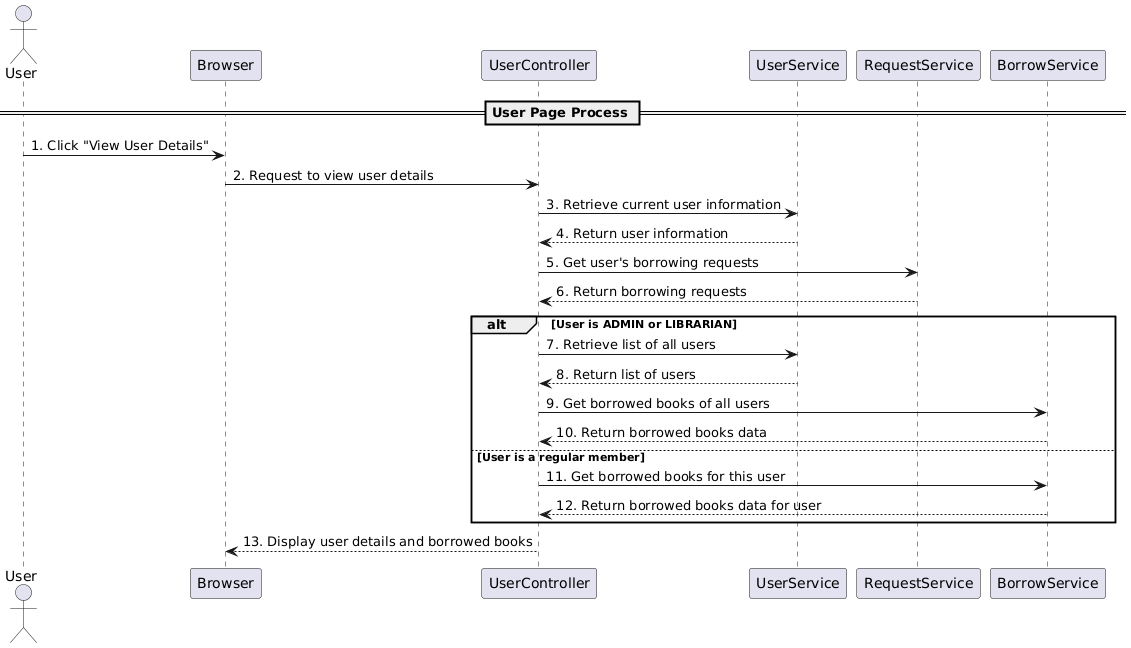 User
Browser
UserController
UserService
RequestService
BorrowService
User Page Process
1. Click "View User Details"
2. Request to view user details
3. Retrieve current user information
4. Return user information
5. Get user's borrowing requests
6. Return borrowing requests
alt
[User is ADMIN or LIBRARIAN]
7. Retrieve list of all users
8. Return list of users
9. Get borrowed books of all users
10. Return borrowed books data
[User is a regular member]
11. Get borrowed books for this user
12. Return borrowed books data for user
13. Display user details and borrowed books
User
Browser
UserController
UserService
RequestService
BorrowService